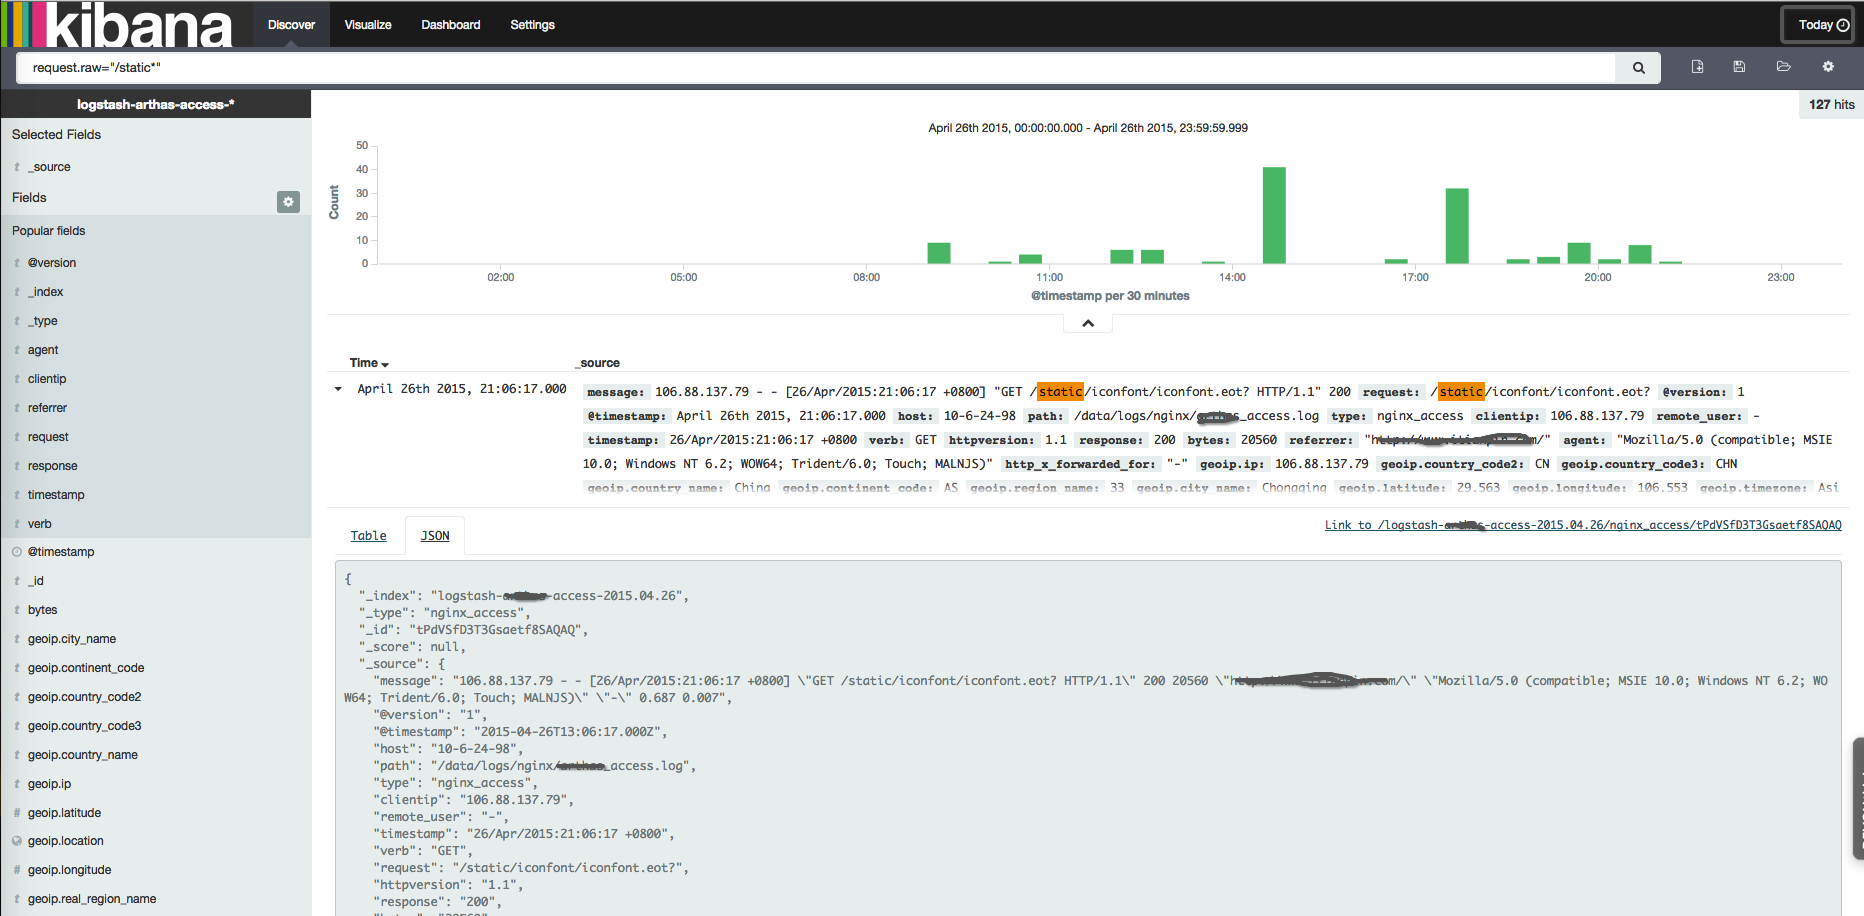 kibana Discover Visualize Dashboard Settings Today
request.raw="/static*"
logstash-arthas-access-*
127 hits
Selected Fields
t _source
Fields
Popular fields
t @version
t _index
t _type
t agent
t clientip
t referrer
t request
t response
t timestamp
t verb
@timestamp
t _id
t bytes
t geoip.city_name
t geoip.continent_code
t geoip.country_code2
t geoip.country_code3
t geoip.country_name
t geoip.ip
# geoip.latitude
geoip.location
# geoip.longitude
t geoip.real_region_name
April 26th 2015, 00:00:00.000 - April 26th 2015, 23:59:59.999
Count
50
40
30
20
10
0
02:00 05:00 08:00 11:00 14:00 17:00 20:00 23:00
@timestamp per 30 minutes
Time _source
April 26th 2015, 21:06:17.000
message: 106.88.137.79 - - [26/Apr/2015:21:06:17 +0800] "GET /static/iconfont/iconfont.eot? HTTP/1.1" 200 request: /static/iconfont/iconfont.eot? @version: 1
@timestamp: April 26th 2015, 21:06:17.000 host: 10-6-24-98 path: /data/logs/nginx/_access.log type: nginx_access clientip: 106.88.137.79 remote_user: -
timestamp: 26/Apr/2015:21:06:17 +0800 verb: GET httpversion: 1.1 response: 200 bytes: 20560 referrer: "/" agent: "Mozilla/5.0 (compatible; MSIE
10.0; Windows NT 6.2; WOW64; Trident/6.0; Touch; MALNJS)" http_x_forwarded_for: "-" geoip.ip: 106.88.137.79 geoip.country_code2: CN geoip.country_code3: CHN
geoip.country_name: China geoip.continent_code: AS geoip.region_name: 33 geoip.city_name: Chongqing geoip.latitude: 29.563 geoip.longitude: 106.553 geoip.timezone: Asi
Table JSON
Link to /logstash--access-2015.04.26/nginx_access/tPdVSfD3T3Gsaetf8SAQAQ
{
"_index": "logstash--access-2015.04.26",
"_type": "nginx_access",
"_id": "tPdVSfD3T3Gsaetf8SAQAQ",
"_score": null,
"_source": {
"message": "106.88.137.79 - - [26/Apr/2015:21:06:17 +0800] \"GET /static/iconfont/iconfont.eot? HTTP/1.1\" 200 20560 \"/\" \"Mozilla/5.0 (compatible; MSIE 10.0; Windows NT 6.2; WO
W64; Trident/6.0; Touch; MALNJS)\" \"-\" 0.687 0.007",
"@version": "1",
"@timestamp": "2015-04-26T13:06:17.000Z",
"host": "10-6-24-98",
"path": "/data/logs/nginx/_access.log",
"type": "nginx_access",
"clientip": "106.88.137.79",
"remote_user": "-",
"timestamp": "26/Apr/2015:21:06:17 +0800",
"verb": "GET",
"request": "/static/iconfont/iconfont.eot?",
"httpversion": "1.1",
"response": "200",